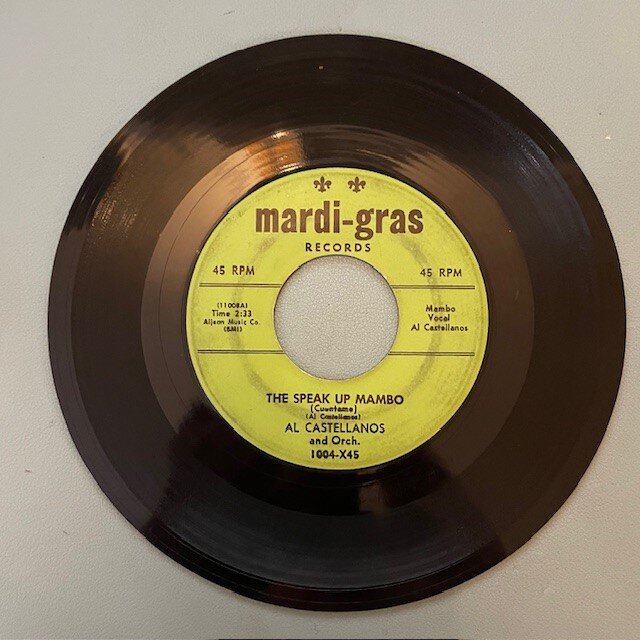 mardi-gras
RECORDS
45 RPM
45 RPM
(1100BA)
Time 2:33
Aljean Music Co.
(BMI)
Mambo
Vocal
Al Castellanos
THE SPEAK UP MAMBO
(Cuentame)
(Al Castellanos)
AL CASTELLANOS
and Orch.
1004-X45